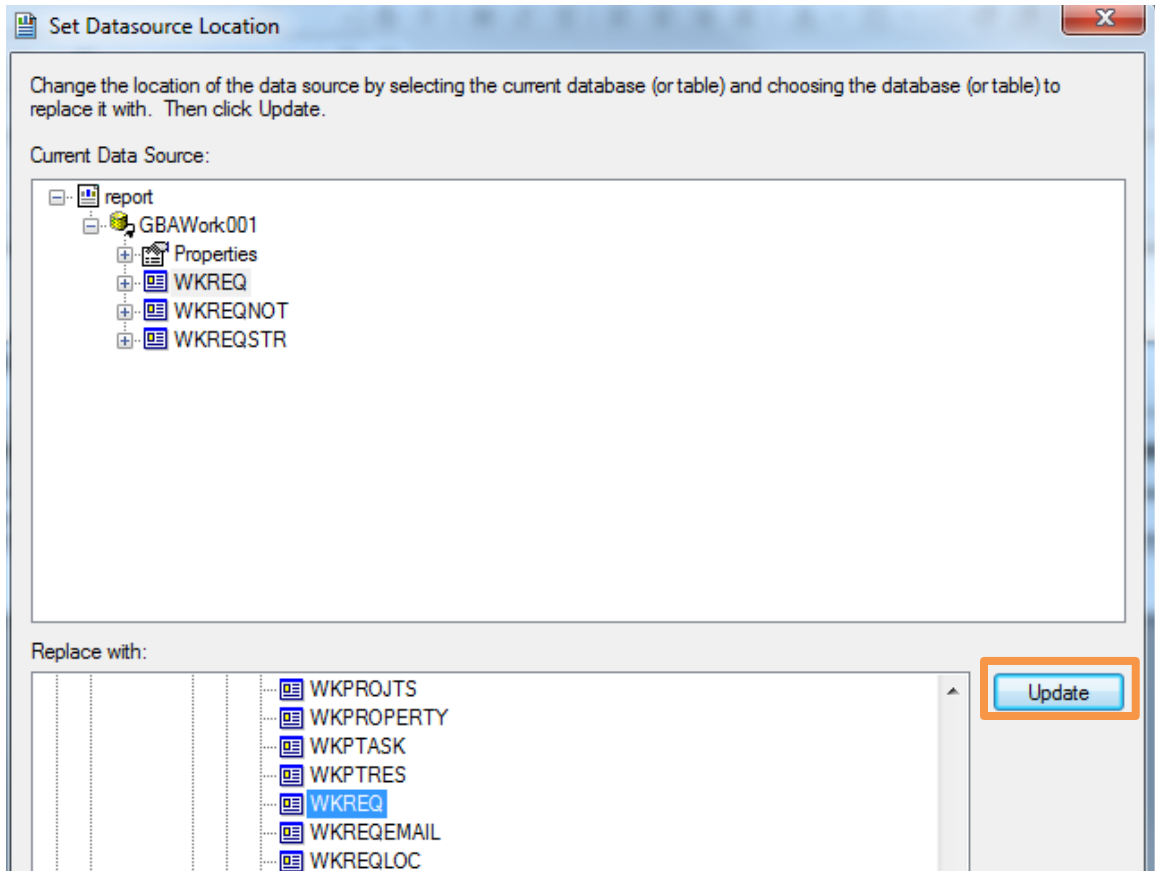 Set Datasource Location
Change the location of the data source by selecting the current database (or table) and choosing the database (or table) to
replace it with. Then click Update.
Current Data Source:
report
GBAWork001
Properties
WKREQ
WKREQNOT
WKREQSTR
Replace with:
WKPROJTS
Update
WKPROPERTY
WKPTASK
WKPTRES
WKREQ
WKREQEMAIL
WKREQLOC